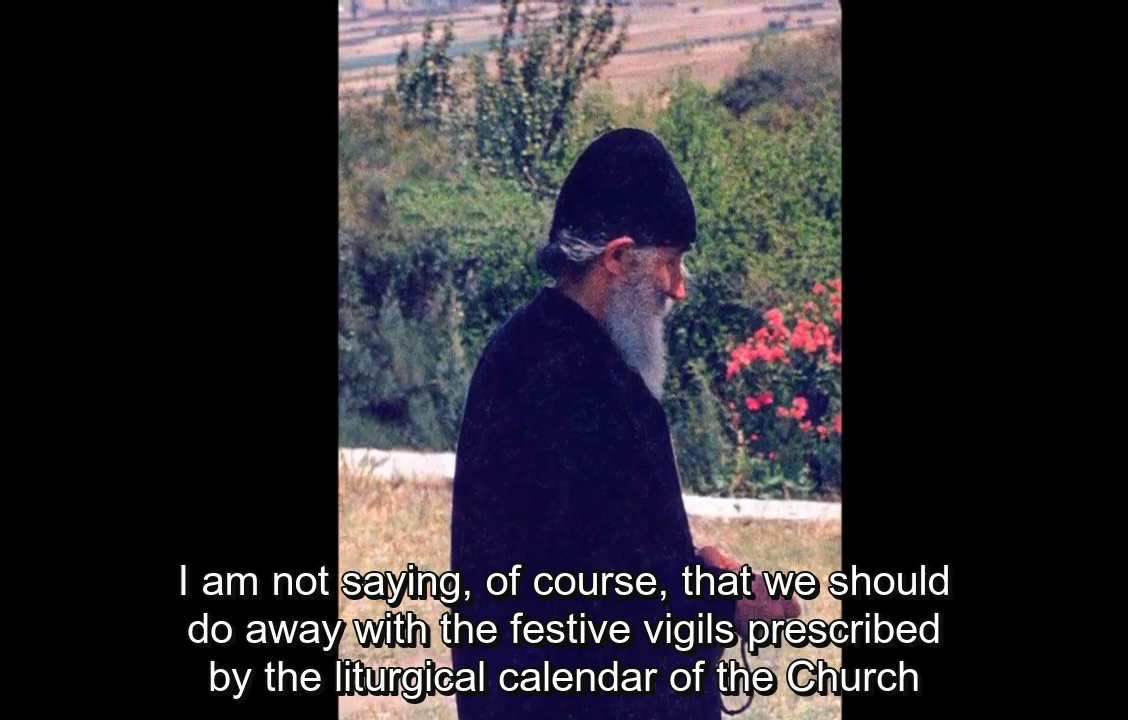 I am not saying, of course, that we should
do away with the festive vigils prescribed
by the liturgical calendar of the Church